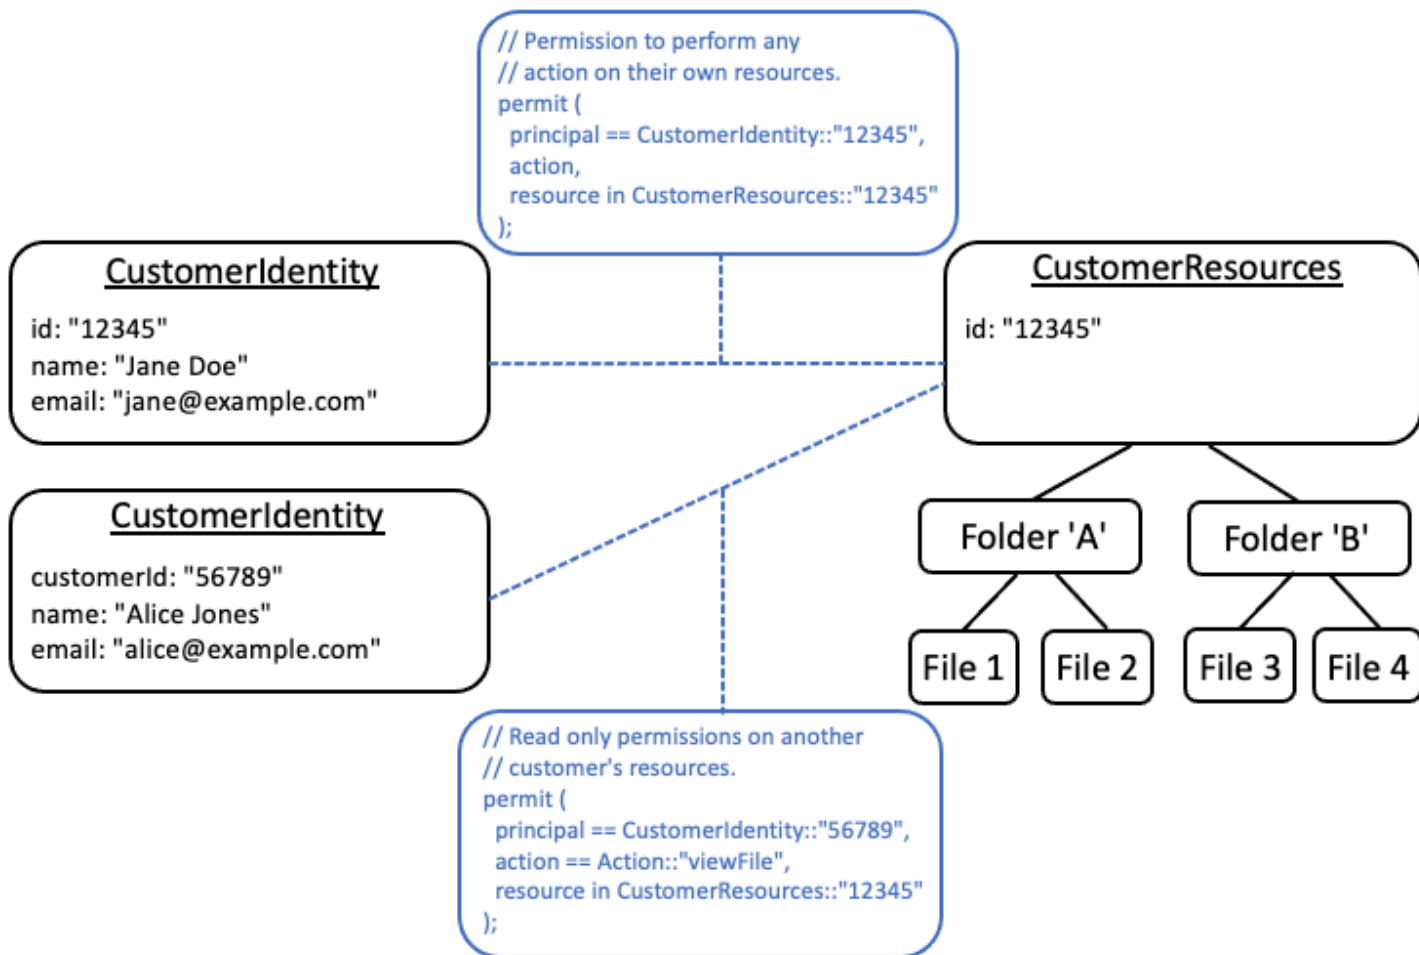 // Permission to perform any
// action on their own resources.
permit (
principal == CustomerIdentity::"12345",
action,
resource in CustomerResources::"12345"
);
CustomerIdentity
id: "12345"
name: "Jane Doe"
email: "jane@example.com"
CustomerResources
id: "12345"
CustomerIdentity
customerId: "56789"
name: "Alice Jones"
email: "alice@example.com"
Folder 'A'
Folder 'B'
File 1
File 2
File 3
File 4
// Read only permissions on another
// customer's resources.
permit (
principal == CustomerIdentity::"56789",
action == Action::"viewFile",
resource in CustomerResources::"12345"
);